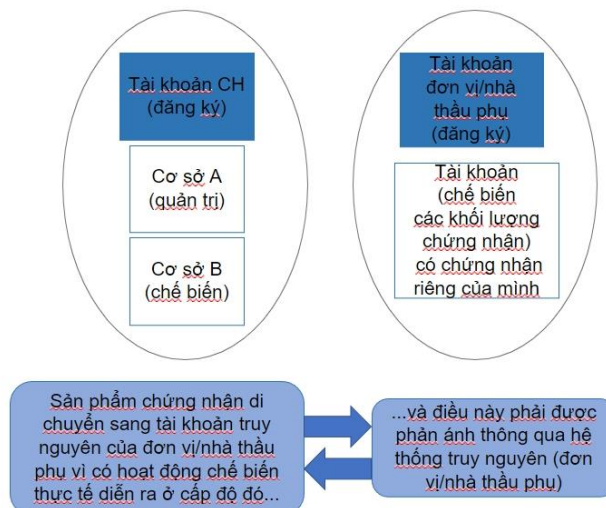 Tài khoản CH
(đăng ký)
Cơ sở A
(quản trị)
Cơ sở B
(chế biến)
Tài khoản
đơn vị/nhà
thầu phụ
(đăng ký)
Tài khoản
(chế biến
các khối lượng
chứng nhận)
có chứng nhận
riêng của mình
Sản phẩm chứng nhận di
chuyển sang tài khoản truy
nguyên của đơn vị/nhà thầu
phụ vì có hoạt động chế biến
thực tế diễn ra ở cấp độ đó...
...và điều này phải được
phản ánh thông qua hệ
thống truy nguyên (đơn
vị/nhà thầu phụ)